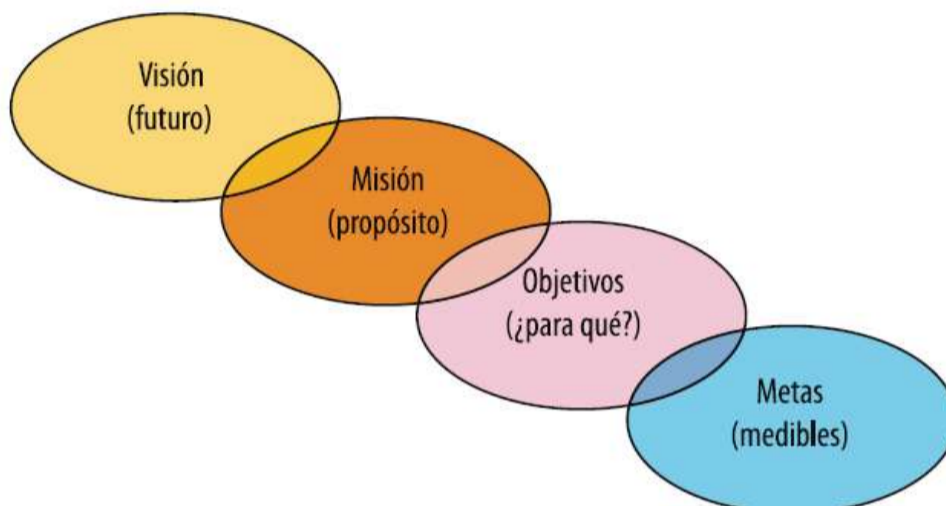 Visión
(futuro)
Misión
(propósito)
Objetivos
(¿para qué?)
Metas
(medibles)